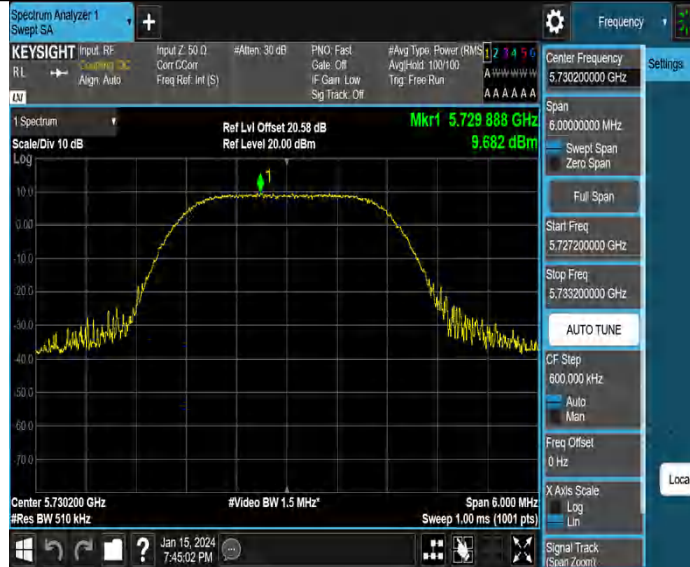 Spectrum Analyzer 1
Swept SA
Frequency
KEYSIGHT
RL
Input: RF
Coupling: DC
Align: Auto
Input Z: 50 Ω
Corr CCorr
Freq Ref: Int (S)
#Atten: 30 dB
PNO: Fast
Gate: Off
IF Gain: Low
Sig Track: Off
#Avg Type: Power (RMS
Avg|Hold: 100/100
Trig: Free Run
1 2 3 4 5 6
A W W W W W
A A A A A A
LXI
1 Spectrum
Scale/Div 10 dB
Log
Ref Lvl Offset 20.58 dB
Ref Level 20.00 dBm
Mkr1 5.729 888 GHz
9.682 dBm
1
10.0
0.00
-10.0
-20.0
-30.0
-40.0
-50.0
-60.0
-70.0
Center 5.730200 GHz
#Res BW 510 kHz
#Video BW 1.5 MHz*
Span 6.000 MHz
Sweep 1.00 ms (1001 pts)
?
Jan 15, 2024
7:45:02 PM
Center Frequency
5.730200000 GHz
Settings
Span
6.00000000 MHz
Swept Span
Zero Span
Full Span
Start Freq
5.727200000 GHz
Stop Freq
5.733200000 GHz
AUTO TUNE
CF Step
600.000 kHz
Auto
Man
Freq Offset
0 Hz
X Axis Scale
Log
Lin
Loca
Signal Track
(Span Zoom)